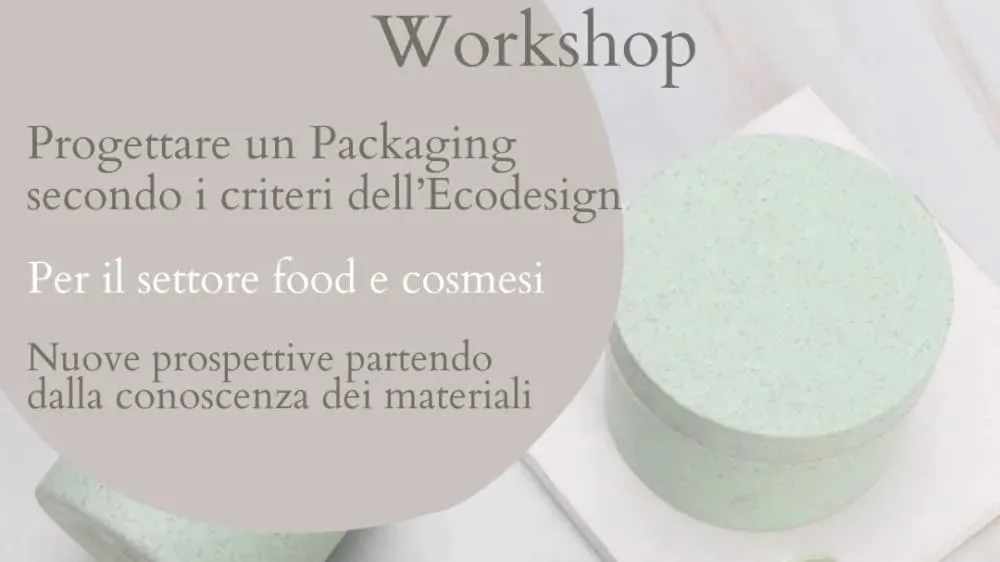 Workshop
Progettare un Packaging
secondo i criteri dell’Ecodesign
Per il settore food e cosmesi
Nuove prospettive partendo
dalla conoscenza dei materiali